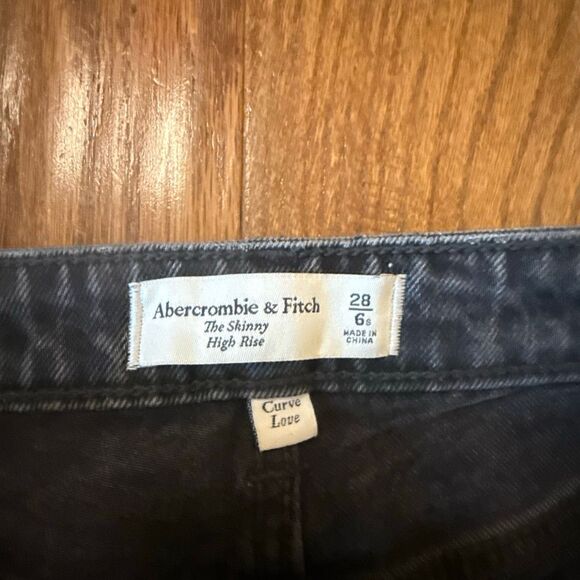 Abercrombie & Fitch
The Skinny
High Rise
28
6s
MADE IN
CHINA
Curve
Love